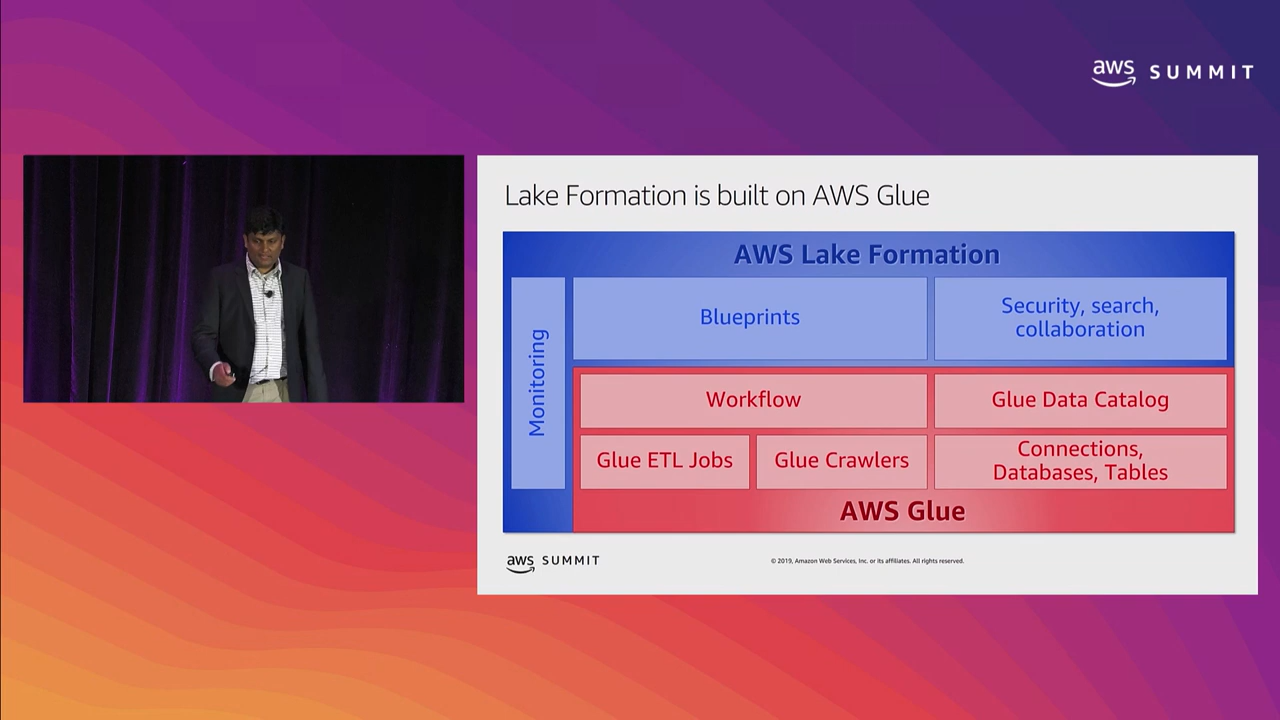 aws SUMMIT
Lake Formation is built on AWS Glue
AWS Lake Formation
Monitoring
Blueprints
Security, search,
collaboration
Workflow
Glue Data Catalog
Glue ETL Jobs
Glue Crawlers
Connections,
Databases, Tables
AWS Glue
aws SUMMIT
© 2019, Amazon Web Services, Inc. or its affiliates. All rights reserved.